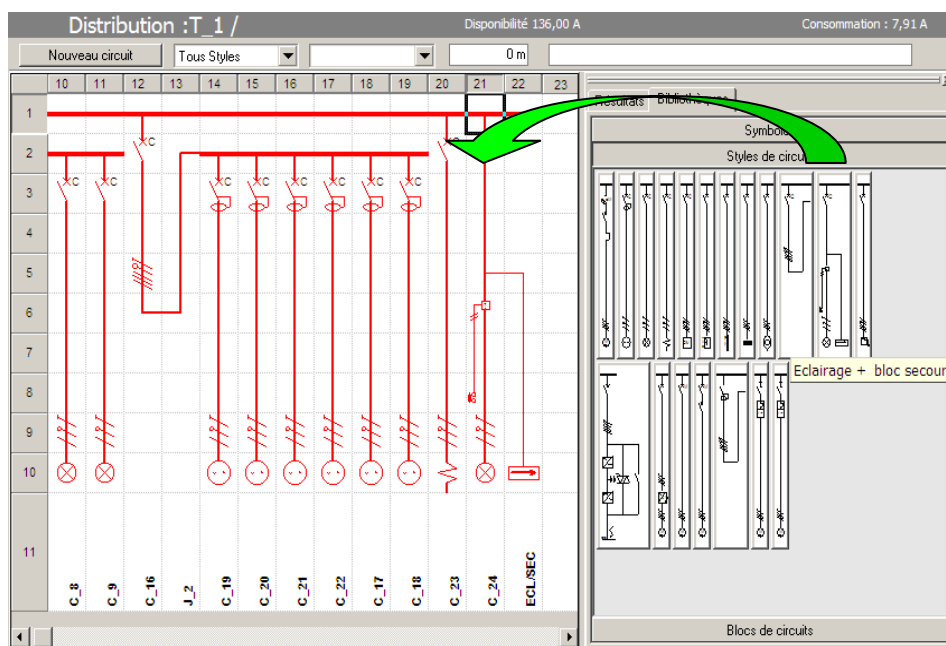 Distribution :T_1 / Disponibilité 136,00 A Consommation : 7,91 A
Nouveau circuit Tous Styles 0 m
10 11 12 13 14 15 16 17 18 19 20 21 22 23
Résultats
Styles de circui
1
2
3
4
5
6
7
8
9
10
11
C C C C C C C C C C
Eclairage + bloc secour
C_8 C_9 C_16 J_2 C_19 C_20 C_21 C_22 C_17 C_18 C_23 C_24 ECL/SEC
Blocs de circuits